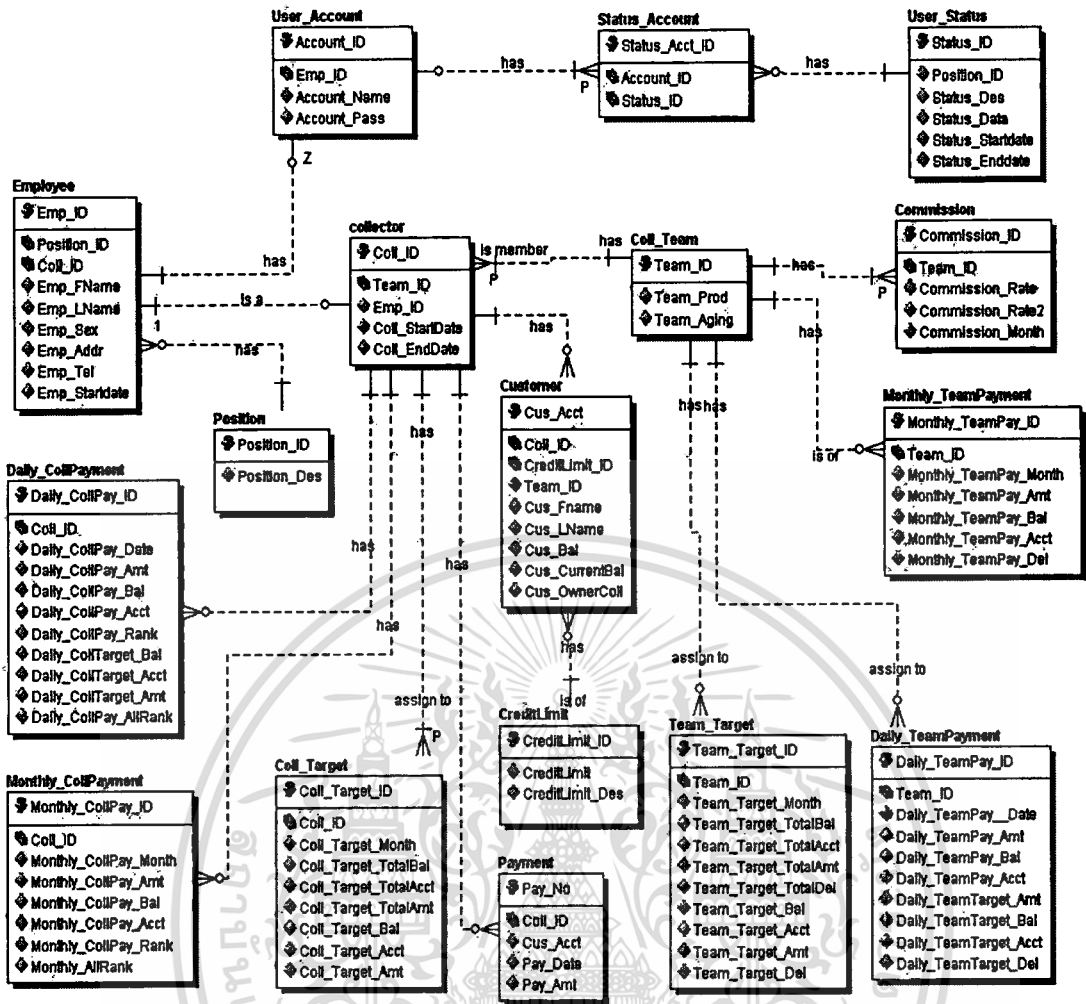 User_Account
Account_ID
Emp_ID
Account_Name
Account_Pass
has
P
Status_Account
Status_Acct_ID
Account_ID
Status_ID
has
User_Status
Status_ID
Position_ID
Status_Des
Status_Data
Status_Startdate
Status_Enddate
Z
has
Employee
Emp_ID
Position_ID
Coll_ID
Emp_FName
Emp_LName
Emp_Sex
Emp_Addr
Emp_Tel
Emp_Startdate
is a
1
has
Position
Position_ID
Position_Des
collector
Coll_ID
Team_ID
Emp_ID
Coll_StartDate
Coll_EndDate
is member
P
has
Coll_Team
Team_ID
Team_Prod
Team_Aging
has
P
Commission
Commission_ID
Team_ID
Commission_Rate
Commission_Rate2
Commission_Month
has
is of
Monthly_TeamPayment
Monthly_TeamPay_ID
Team_ID
Monthly_TeamPay_Month
Monthly_TeamPay_Amt
Monthly_TeamPay_Bal
Monthly_TeamPay_Acct
Monthly_TeamPay_Del
has
Customer
Cus_Acct
Coll_ID
CreditLimit_ID
Team_ID
Cus_Fname
Cus_LName
Cus_Bal
Cus_CurrentBal
Cus_OwnerColl
has
is of
CreditLimit
CreditLimit_ID
CreditLimit
CreditLimit_Des
Daily_CollPayment
Daily_CollPay_ID
Coll_ID
Daily_CollPay_Date
Daily_CollPay_Amt
Daily_CollPay_Bal
Daily_CollPay_Acct
Daily_CollPay_Rank
Daily_CollTarget_Bal
Daily_CollTarget_Acct
Daily_CollTarget_Amt
Daily_CollPay_AllRank
has
has
has
has
Monthly_CollPayment
Monthly_CollPay_ID
Coll_ID
Monthly_CollPay_Month
Monthly_CollPay_Amt
Monthly_CollPay_Bal
Monthly_CollPay_Acct
Monthly_CollPay_Rank
Monthly_AllRank
assign to
P
Coll_Target
Coll_Target_ID
Coll_ID
Coll_Target_Month
Coll_Target_TotalBal
Coll_Target_TotalAcct
Coll_Target_TotalAmt
Coll_Target_Bal
Coll_Target_Acct
Coll_Target_Amt
Payment
Pay_No
Coll_ID
Cus_Acct
Pay_Data
Pay_Amt
has
has
assign to
Team_Target
Team_Target_ID
Team_ID
Team_Target_Month
Team_Target_TotalBal
Team_Target_TotalAcct
Team_Target_TotalAmt
Team_Target_TotalDel
Team_Target_Bal
Team_Target_Acct
Team_Target_Amt
Team_Target_Del
assign to
Daily_TeamPayment
Daily_TeamPay_ID
Team_ID
Daily_TeamPay__Date
Daily_TeamPay_Amt
Daily_TeamPay_Bal
Daily_TeamPay_Acct
Daily_TeamTarget_Amt
Daily_TeamTarget_Bal
Daily_TeamTarget_Acct
Daily_TeamTarget_Del